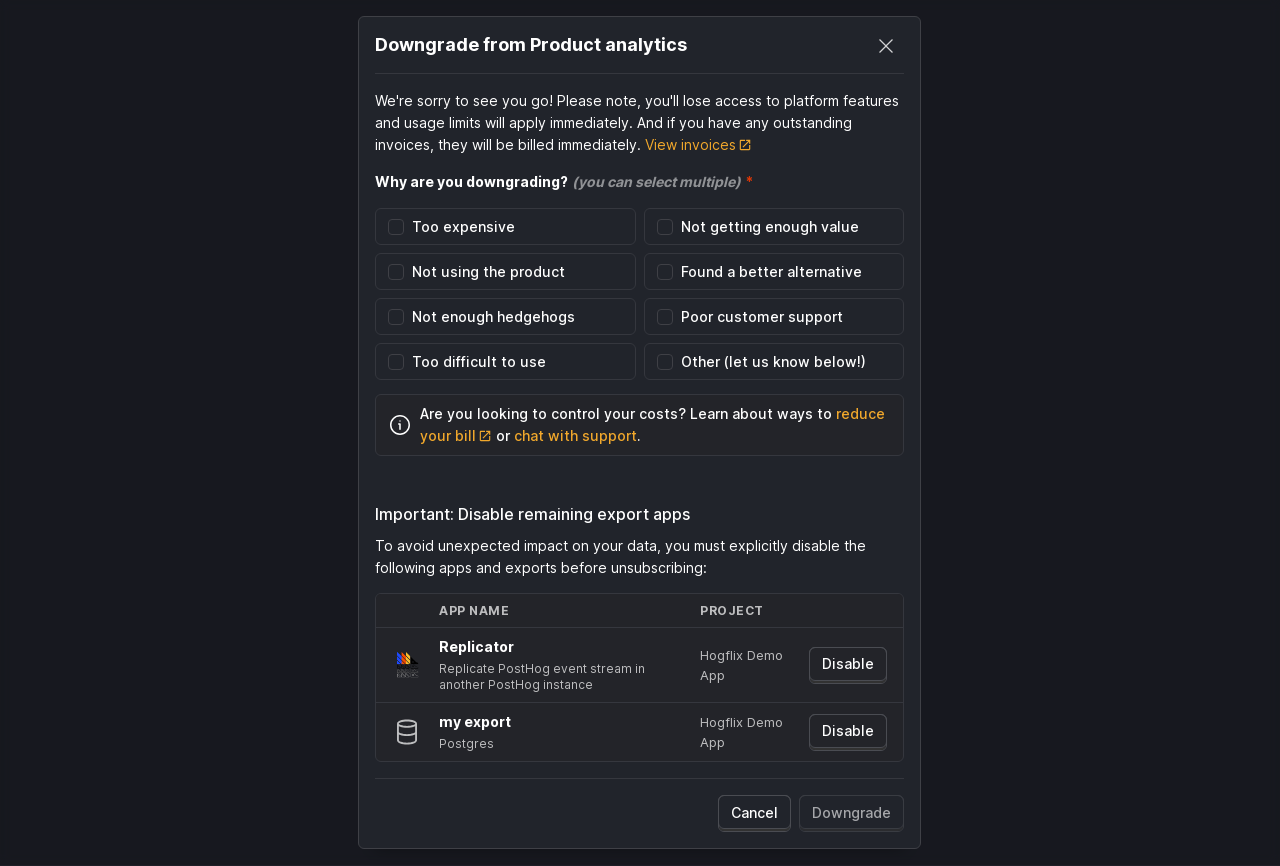 Downgrade from Product analytics
We're sorry to see you go! Please note, you'll lose access to platform features
and usage limits will apply immediately. And if you have any outstanding
invoices, they will be billed immediately. View invoices
Why are you downgrading? (you can select multiple) *
Too expensive
Not getting enough value
Not using the product
Found a better alternative
Not enough hedgehogs
Poor customer support
Too difficult to use
Other (let us know below!)
Are you looking to control your costs? Learn about ways to reduce
your bill or chat with support.
Important: Disable remaining export apps
To avoid unexpected impact on your data, you must explicitly disable the
following apps and exports before unsubscribing:
APP NAME
PROJECT
Replicator
Replicate PostHog event stream in
another PostHog instance
Hogflix Demo
App
Disable
my export
Postgres
Hogflix Demo
App
Disable
Cancel
Downgrade